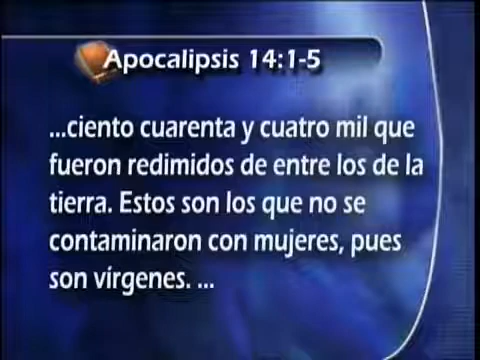 Apocalipsis 14:1-5
...ciento cuarenta y cuatro mil que
fueron redimidos de entre los de la
tierra. Estos son los que no se
contaminaron con mujeres, pues
son vírgenes. ...